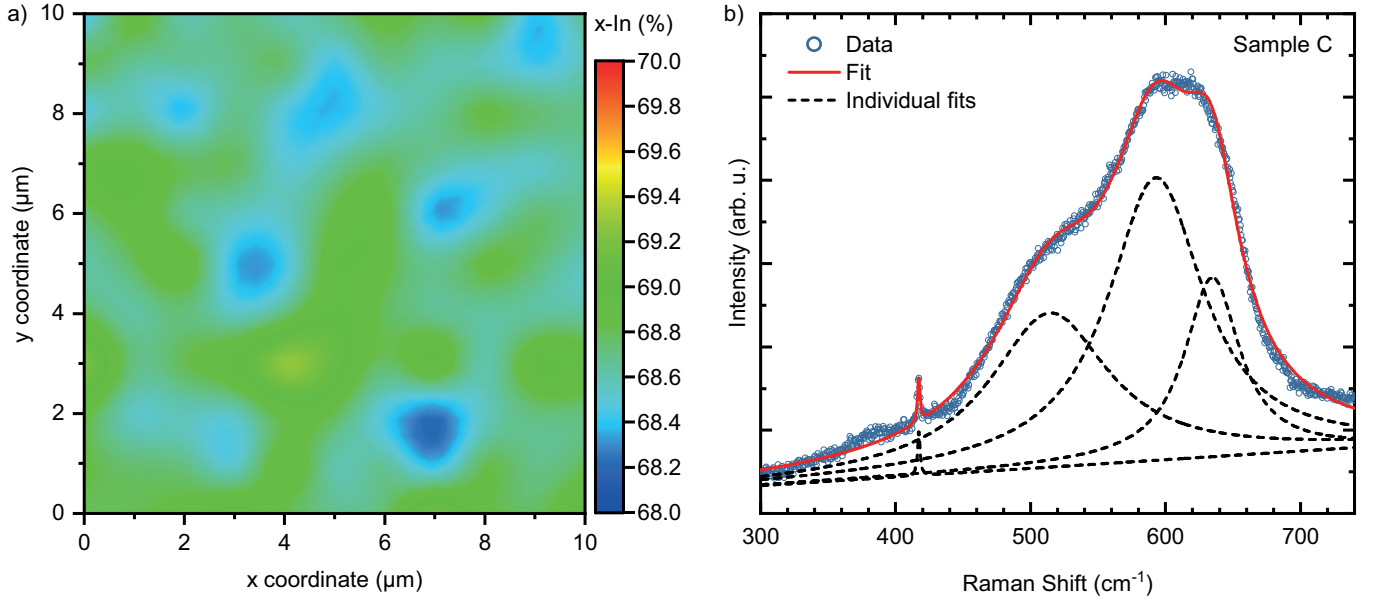 a)
x-In (%)
10
8
6
4
2
0
y coordinate (µm)
0 2 4 6 8 10
x coordinate (µm)
70.0
69.8
69.6
69.4
69.2
69.0
68.8
68.6
68.4
68.2
68.0
b)
Data
Fit
Individual fits
Sample C
Intensity (arb. u.)
300 400 500 600 700
Raman Shift (cm⁻¹)